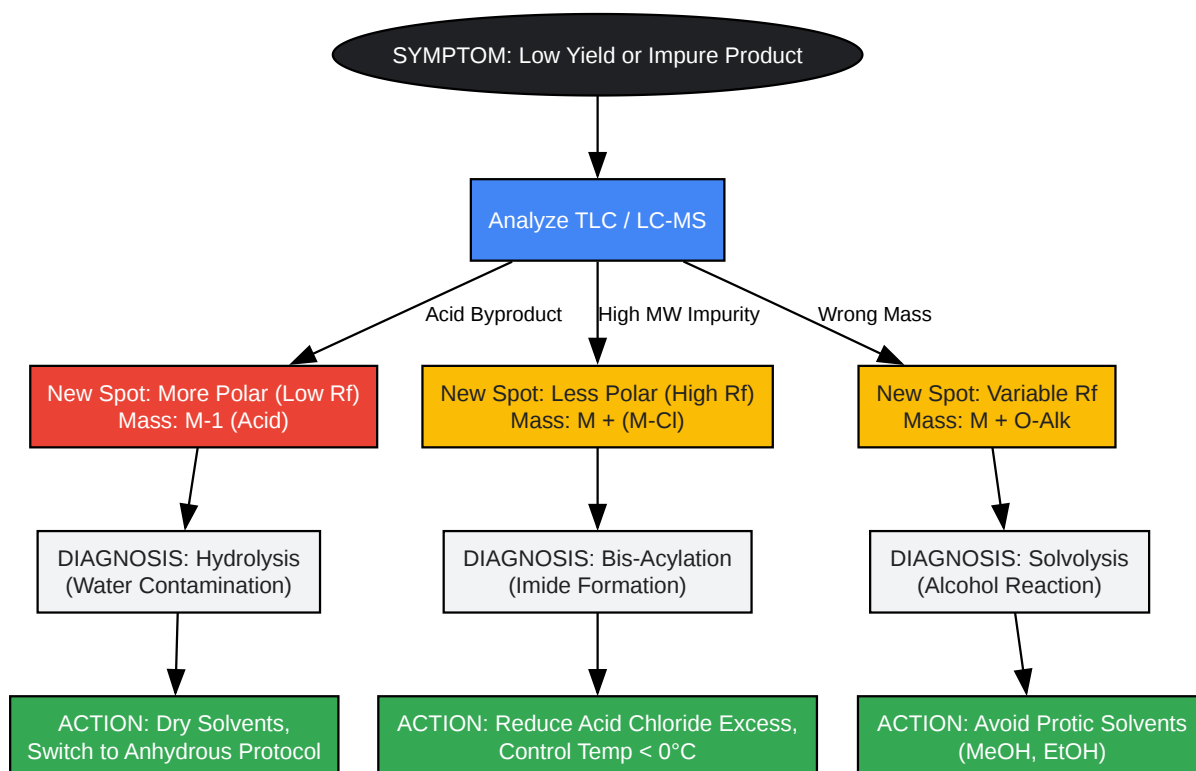 SYMPTOM: Low Yield or Impure Product
Analyze TLC / LC-MS
Acid Byproduct
High MW Impurity
Wrong Mass
New Spot: More Polar (Low Rf)
Mass: M-1 (Acid)
New Spot: Less Polar (High Rf)
Mass: M + (M-Cl)
New Spot: Variable Rf
Mass: M + O-Alk
DIAGNOSIS: Hydrolysis
(Water Contamination)
DIAGNOSIS: Bis-Acylation
(Imide Formation)
DIAGNOSIS: Solvolysis
(Alcohol Reaction)
ACTION: Dry Solvents,
Switch to Anhydrous Protocol
ACTION: Reduce Acid Chloride Excess,
Control Temp < 0°C
ACTION: Avoid Protic Solvents
(MeOH, EtOH)